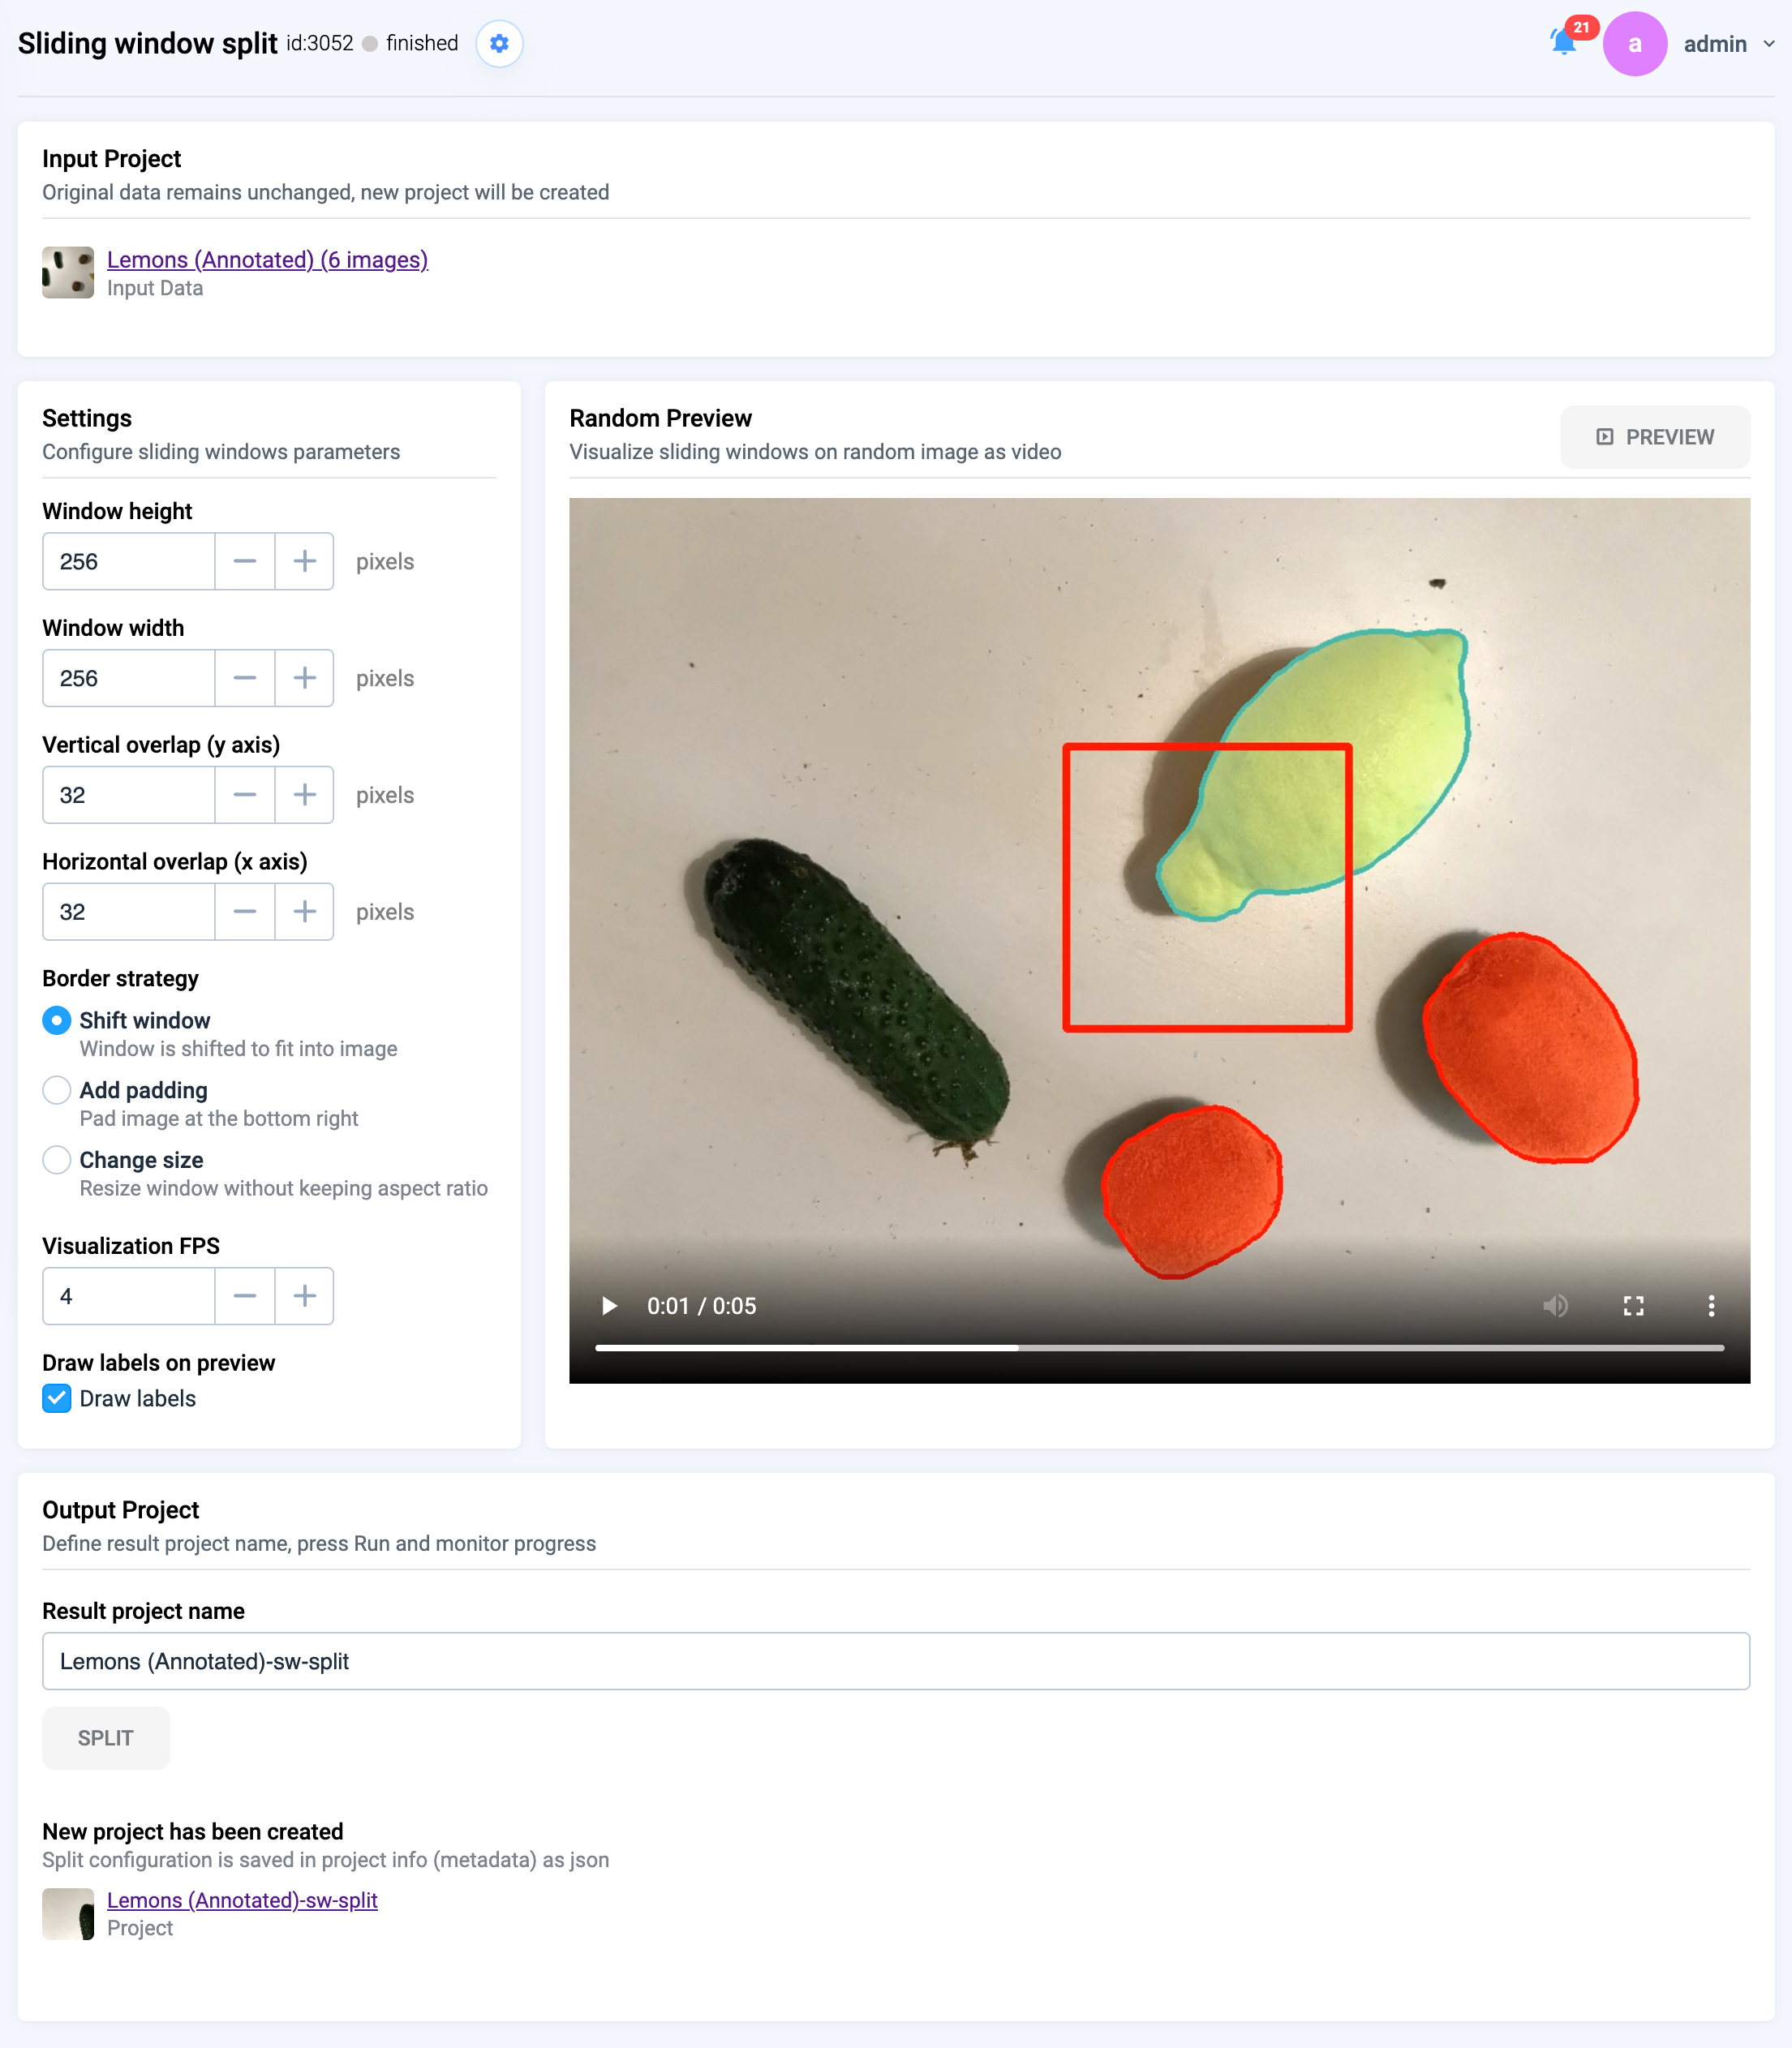 Sliding window split id:3052 finished
21
a
admin
Input Project
Original data remains unchanged, new project will be created
Lemons (Annotated) (6 images)
Input Data
Settings
Configure sliding windows parameters
Window height
256
pixels
Window width
256
pixels
Vertical overlap (y axis)
32
pixels
Horizontal overlap (x axis)
32
pixels
Border strategy
Shift window
Window is shifted to fit into image
Add padding
Pad image at the bottom right
Change size
Resize window without keeping aspect ratio
Visualization FPS
4
Draw labels on preview
Draw labels
Random Preview
Visualize sliding windows on random image as video
PREVIEW
0:01 / 0:05
Output Project
Define result project name, press Run and monitor progress
Result project name
Lemons (Annotated)-sw-split
SPLIT
New project has been created
Split configuration is saved in project info (metadata) as json
Lemons (Annotated)-sw-split
Project